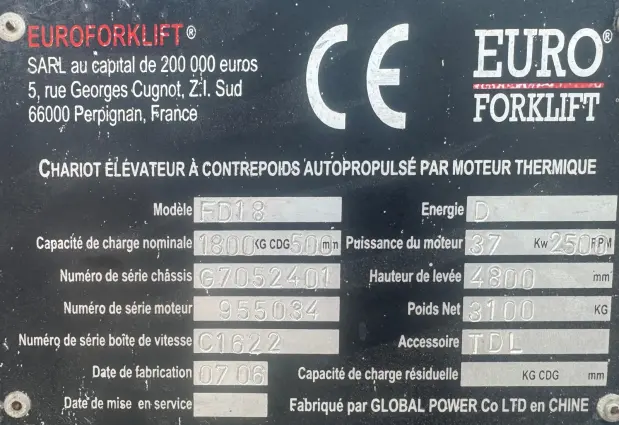 EUROFORKLIFT®
SARL au capital de 200 000 euros
5, rue Georges Cugnot, Z.I. Sud
66000 Perpignan, France
CE
EURO®
FORKLIFT
CHARIOT ÉLÉVATEUR À CONTREPOIDS AUTOPROPULSÉ PAR MOTEUR THERMIQUE
Modèle FD18 Energie D
Capacité de charge nominale 1800 KG CDG 500 mm Puissance du moteur 37 Kw 2500 RPM
Numéro de série châssis G7052401 Hauteur de levée 4800 mm
Numéro de série moteur 955034 Poids Net 3100 KG
Numéro de série boîte de vitesse C1622 Accessoire TDL
Date de fabrication 07 06 Capacité de charge résiduelle KG CDG mm
Date de mise en service Fabriqué par GLOBAL POWER Co LTD en CHINE